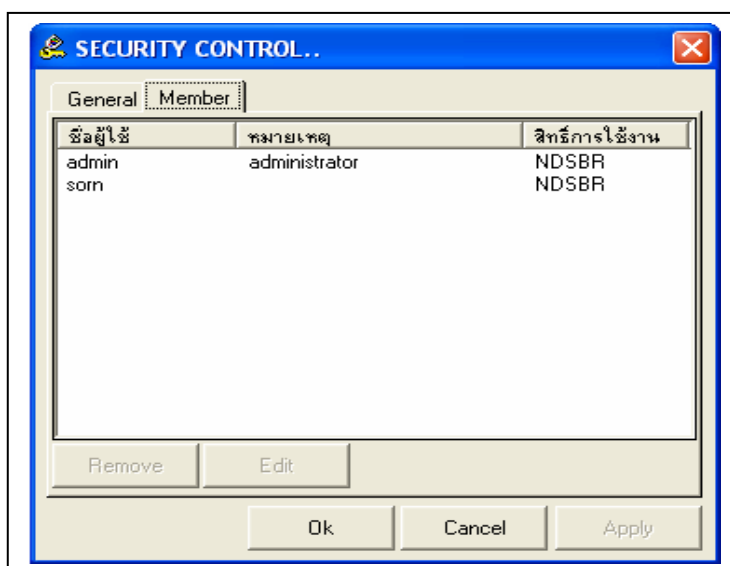 SECURITY CONTROL..
General Member
ชื่อผู้ใช้ หมายเหตุ สิทธิ์การใช้งาน
admin administrator NDSBR
sorn NDSBR
Remove Edit
Ok Cancel Apply